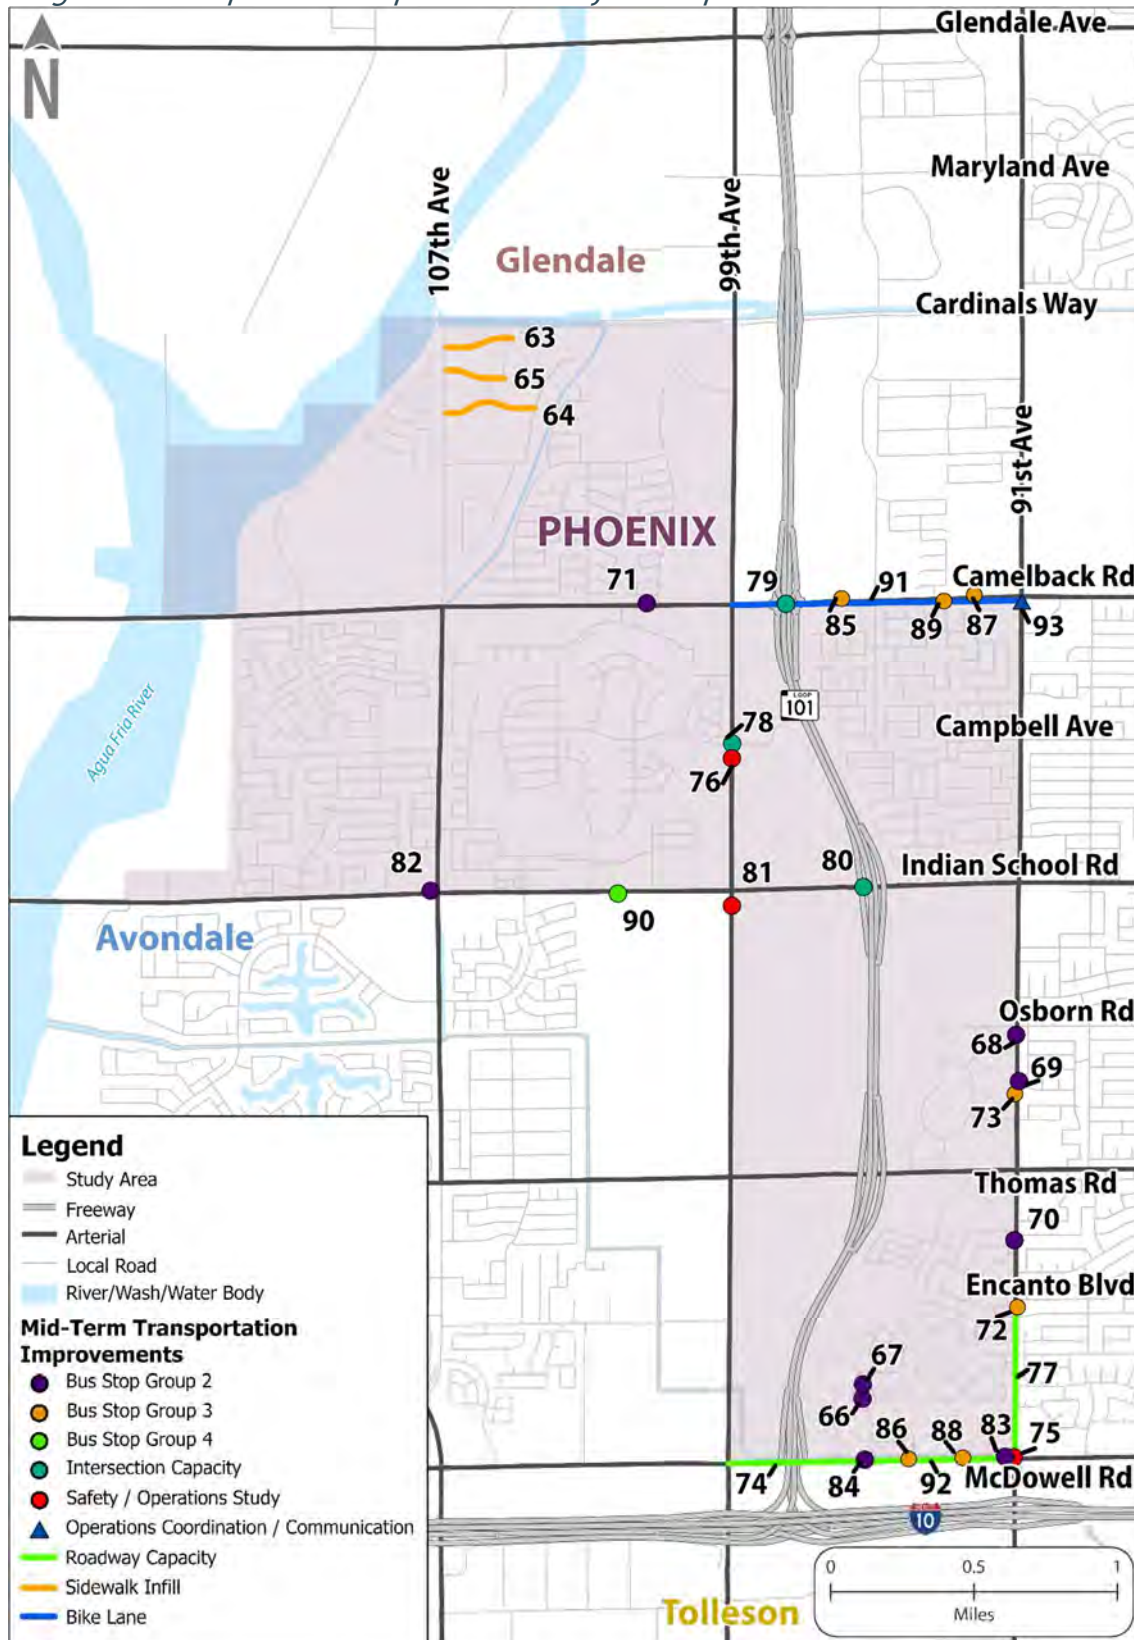 Glendale Ave
N
Maryland Ave
107th Ave
99th Ave
Glendale
Cardinals Way
63
65
64
91st Ave
PHOENIX
71
79
91
Camelback Rd
85
89
87
93
LOOP
101
Agua Fria River
78
Campbell Ave
76
82
81
80
Indian School Rd
90
Avondale
Osborn Rd
68
69
73
Thomas Rd
70
Encanto Blvd
72
67
77
66
86
88
83
75
74
84
92
McDowell Rd
10
Legend
Study Area
Freeway
Arterial
Local Road
River/Wash/Water Body
Mid-Term Transportation
Improvements
Bus Stop Group 2
Bus Stop Group 3
Bus Stop Group 4
Intersection Capacity
Safety / Operations Study
Operations Coordination / Communication
Roadway Capacity
Sidewalk Infill
Bike Lane
Tolleson
0 0.5 1
Miles